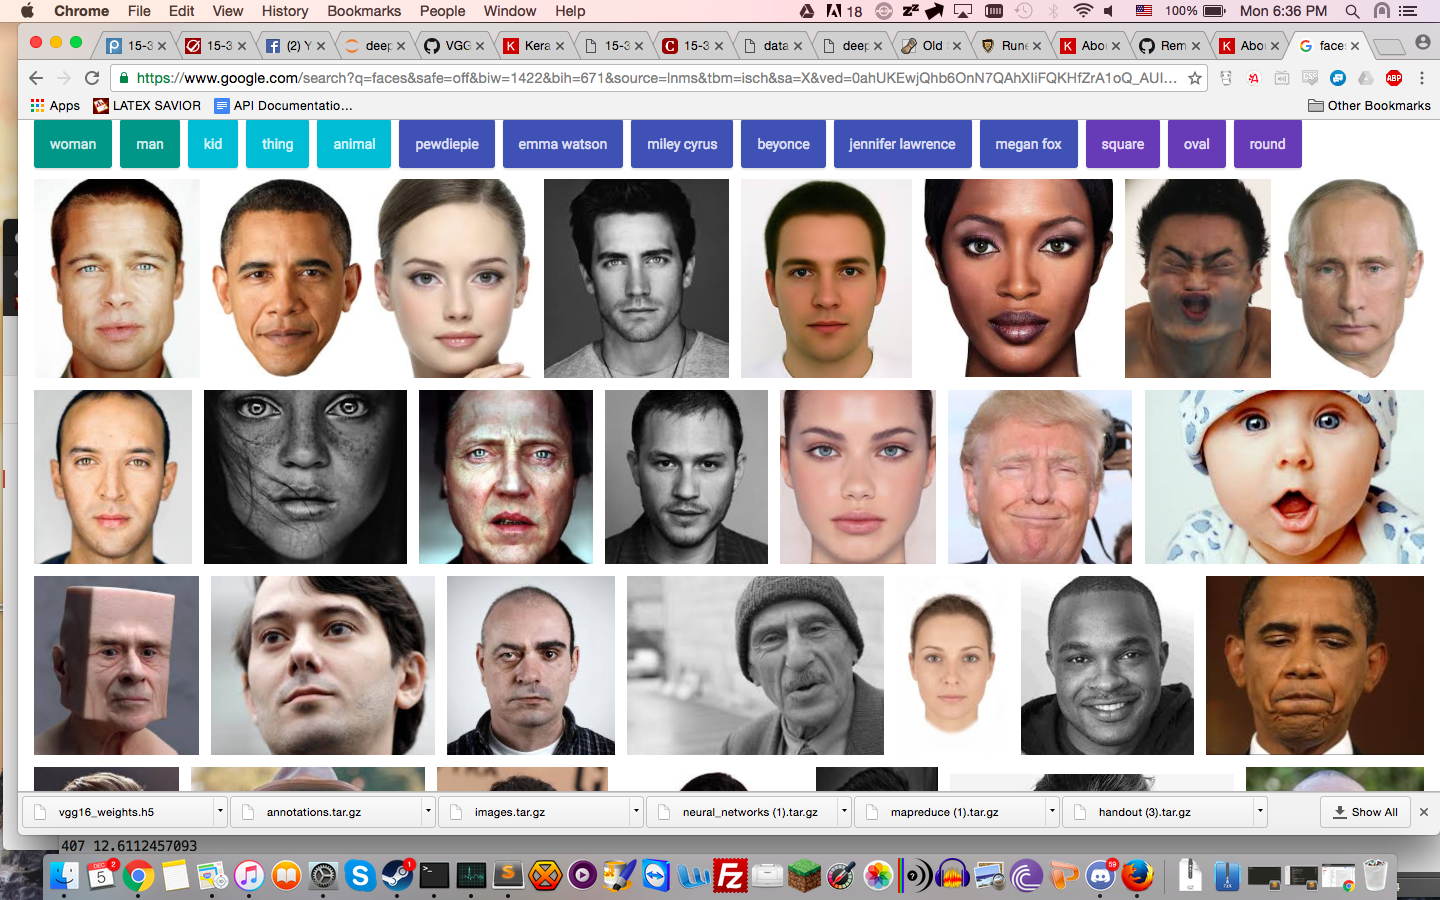 Chrome File Edit View History Bookmarks People Window Help 18 100% Mon 6:36 PM
15-3 15-3 (2) Y deep VGG Kera 15-3 15-3 data deep Old Rune Abou Rem Abou face
https://www.google.com/search?q=faces&safe=off&biw=1422&bih=671&source=lnms&tbm=isch&sa=X&ved=0ahUKEwjQhb6OnN7QAhXIiFQKHfZrA1oQ_AUI...
Apps LATEX SAVIOR API Documentatio... Other Bookmarks
woman man kid thing animal pewdiepie emma watson miley cyrus beyonce jennifer lawrence megan fox square oval round
vgg16_weights.h5 annotations.tar.gz images.tar.gz neural_networks (1).tar.gz mapreduce (1).tar.gz handout (3).tar.gz Show All
407 12.6112457093